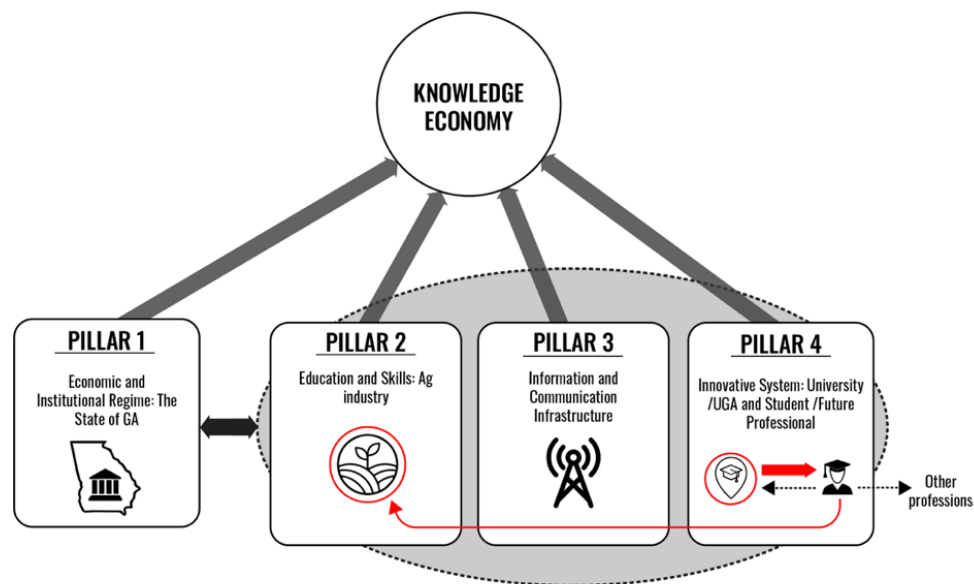 KNOWLEDGE
ECONOMY
PILLAR 1
Economic and
Institutional Regime: The
State of GA
PILLAR 2
Education and Skills: Ag
industry
PILLAR 3
Information and
Communication
Infrastructure
PILLAR 4
Innovative System: University
/UGA and Student /Future
Professional
Other
professions